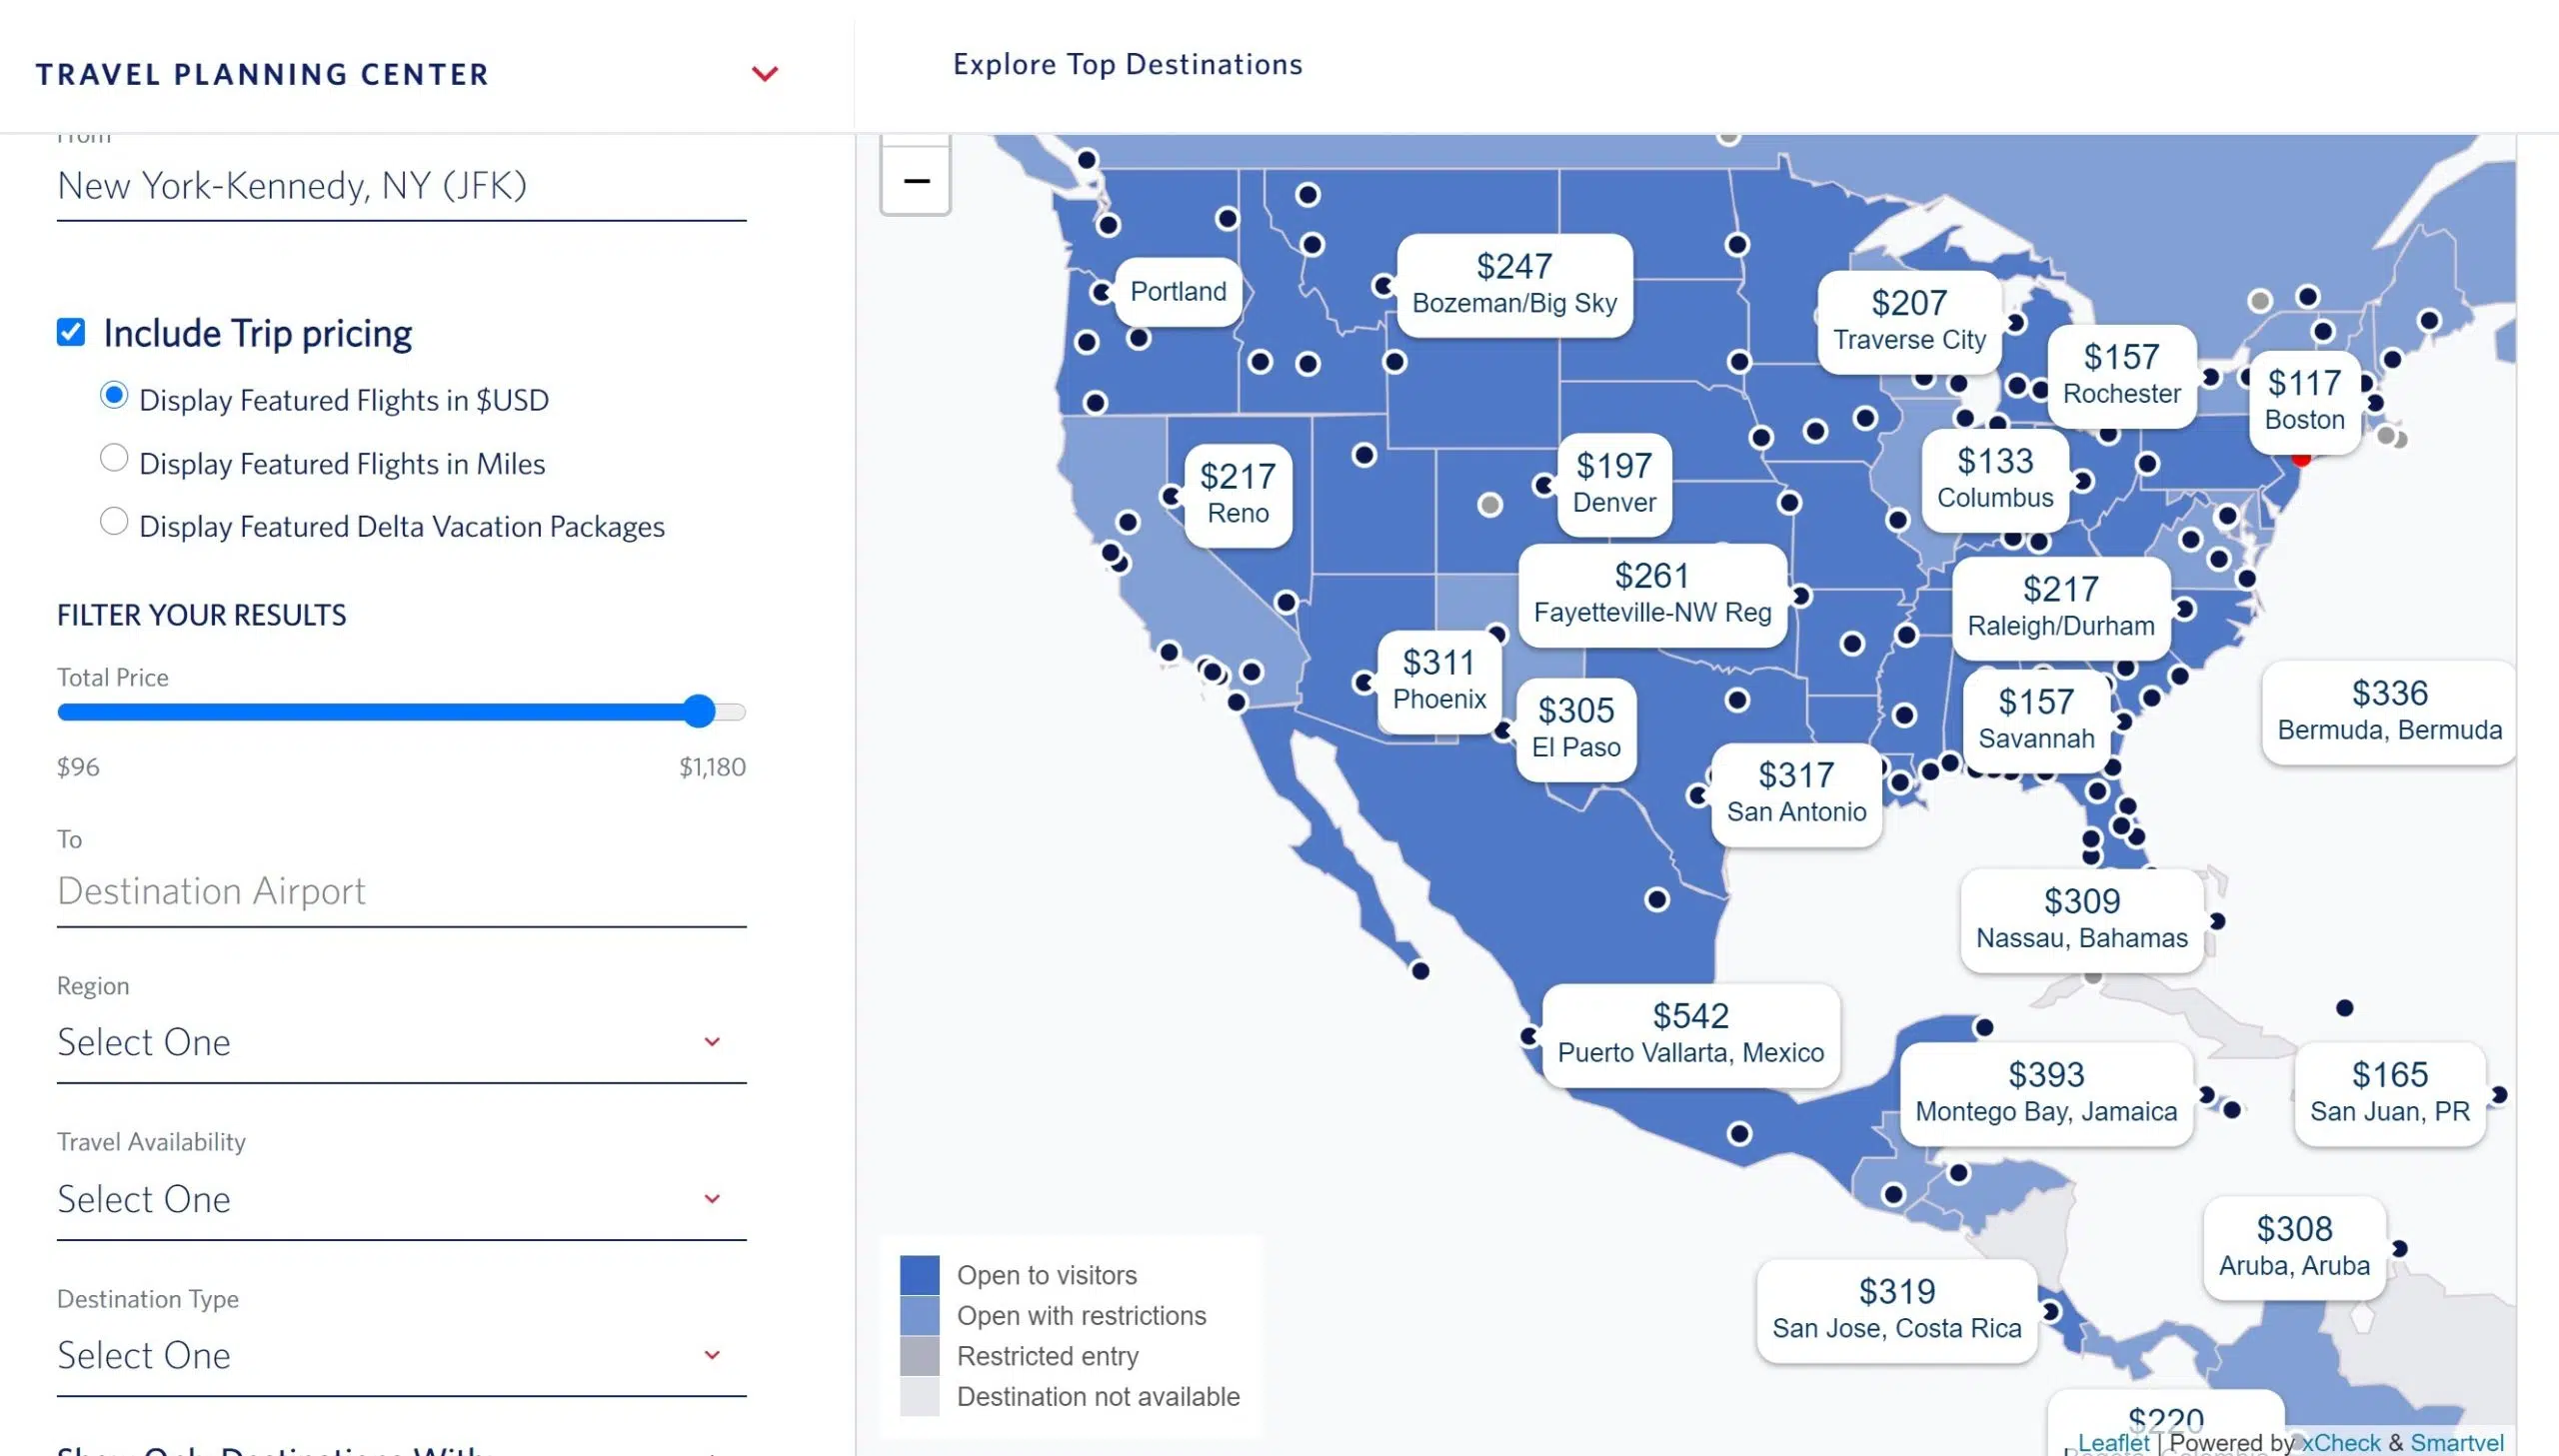 TRAVEL PLANNING CENTER
Explore Top Destinations
From
New York-Kennedy, NY (JFK)
Include Trip pricing
Display Featured Flights in $USD
Display Featured Flights in Miles
Display Featured Delta Vacation Packages
FILTER YOUR RESULTS
Total Price
$96
$1,180
To
Destination Airport
Region
Select One
Travel Availability
Select One
Destination Type
Select One
Show Only Destinations With:
−
Portland
$247
Bozeman/Big Sky
$207
Traverse City
$157
Rochester
$117
Boston
$217
Reno
$197
Denver
$133
Columbus
$261
Fayetteville-NW Reg
$217
Raleigh/Durham
$311
Phoenix
$305
El Paso
$157
Savannah
$336
Bermuda, Bermuda
$317
San Antonio
$309
Nassau, Bahamas
$542
Puerto Vallarta, Mexico
$393
Montego Bay, Jamaica
$165
San Juan, PR
$308
Aruba, Aruba
$319
San Jose, Costa Rica
$220
Open to visitors
Open with restrictions
Restricted entry
Destination not available
Leaflet | Powered by xCheck & Smartvel